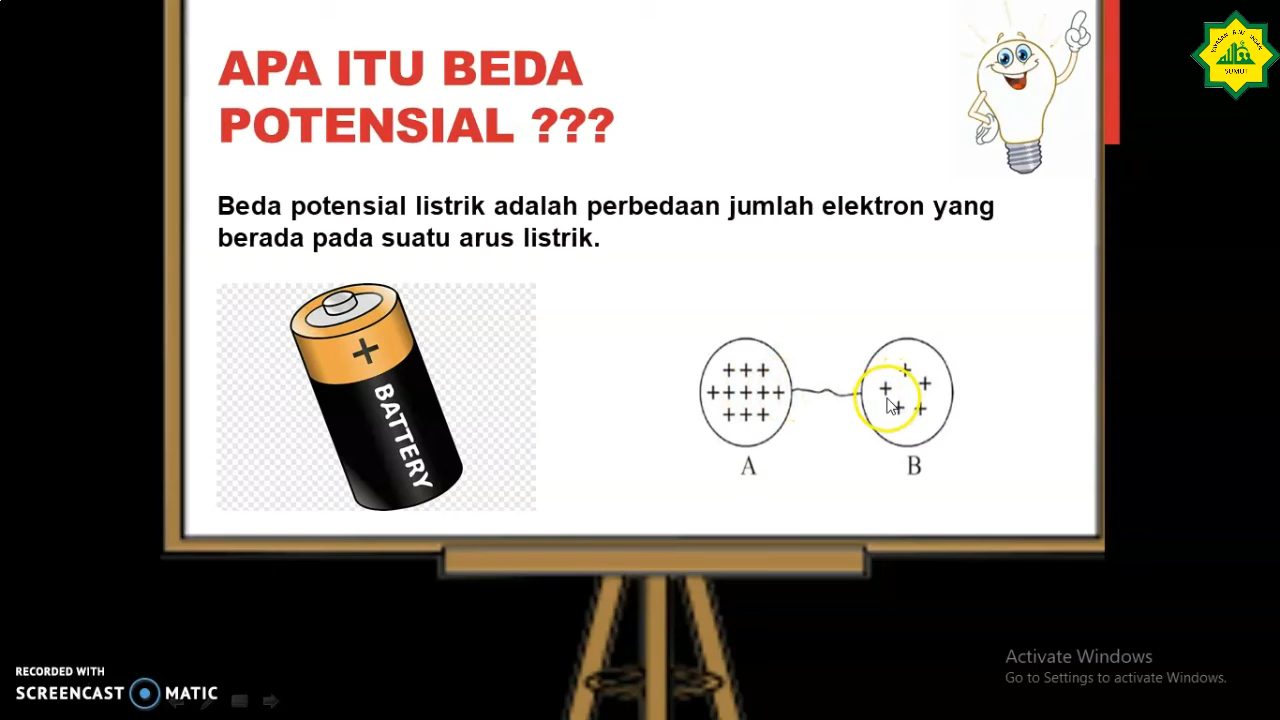 APA ITU BEDA
POTENSIAL ???
Beda potensial listrik adalah perbedaan jumlah elektron yang
berada pada suatu arus listrik.
+
BATTERY
+++
+++++
+++
+
+ +
+ +
A
B
SUMUT
Activate Windows
Go to Settings to activate Windows.
RECORDED WITH
SCREENCAST MATIC